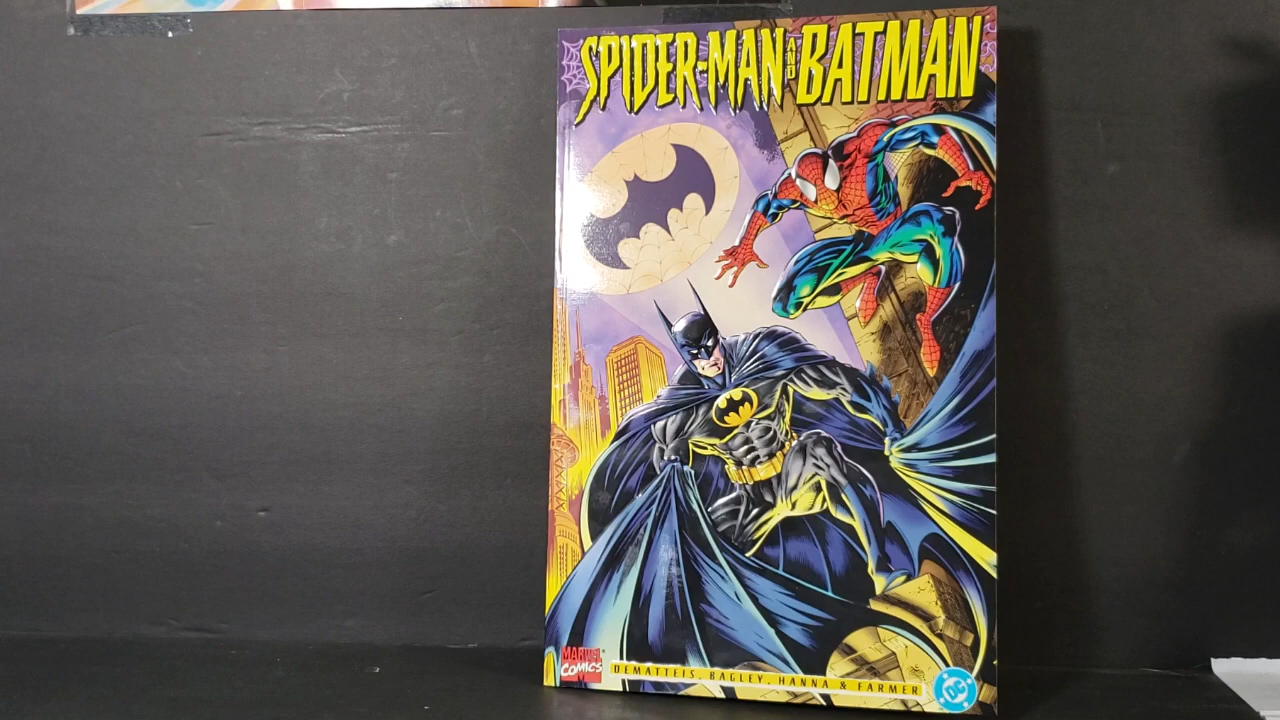 SPIDER-MAN AND BATMAN
MARVEL COMICS
DEMATTEIS, BAGLEY, HANNA & FARMER
DC